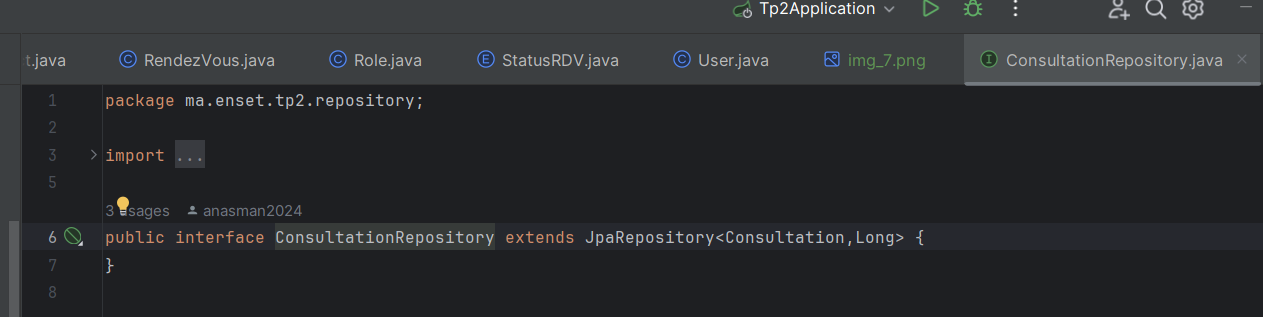 Tp2Application
t.java RendezVous.java Role.java StatusRDV.java User.java img_7.png ConsultationRepository.java
1 package ma.enset.tp2.repository;
2
3 import ...
5
3 usages anasman2024
6 public interface ConsultationRepository extends JpaRepository<Consultation,Long> {
7 }
8